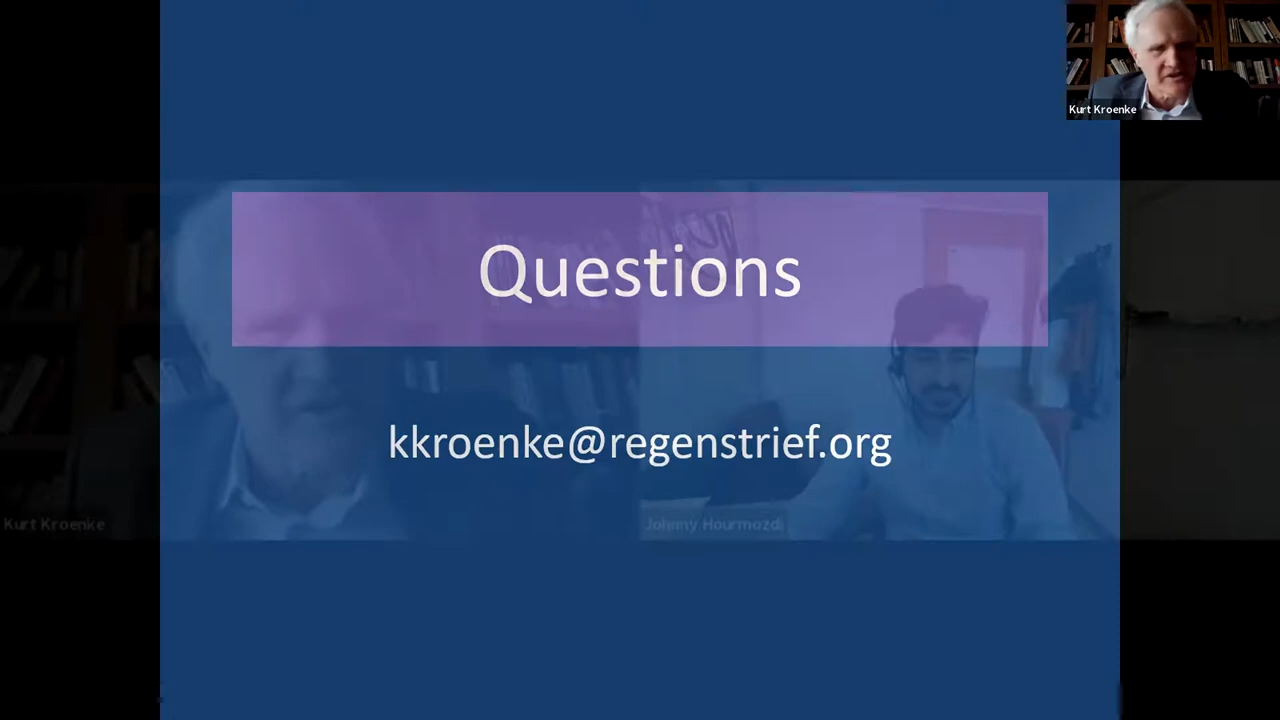 Kurt Kroenke
Questions
kkroenke@regenstrief.org
Kurt Kroenke
Johnny Hourmozdi